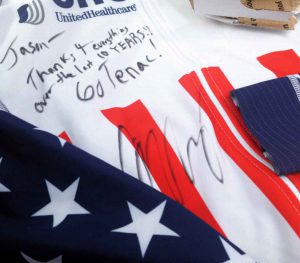 UnitedHealthcare
Jason-
Thanks 4 everything
over the last 10 YEARS!!
Go Tenac!